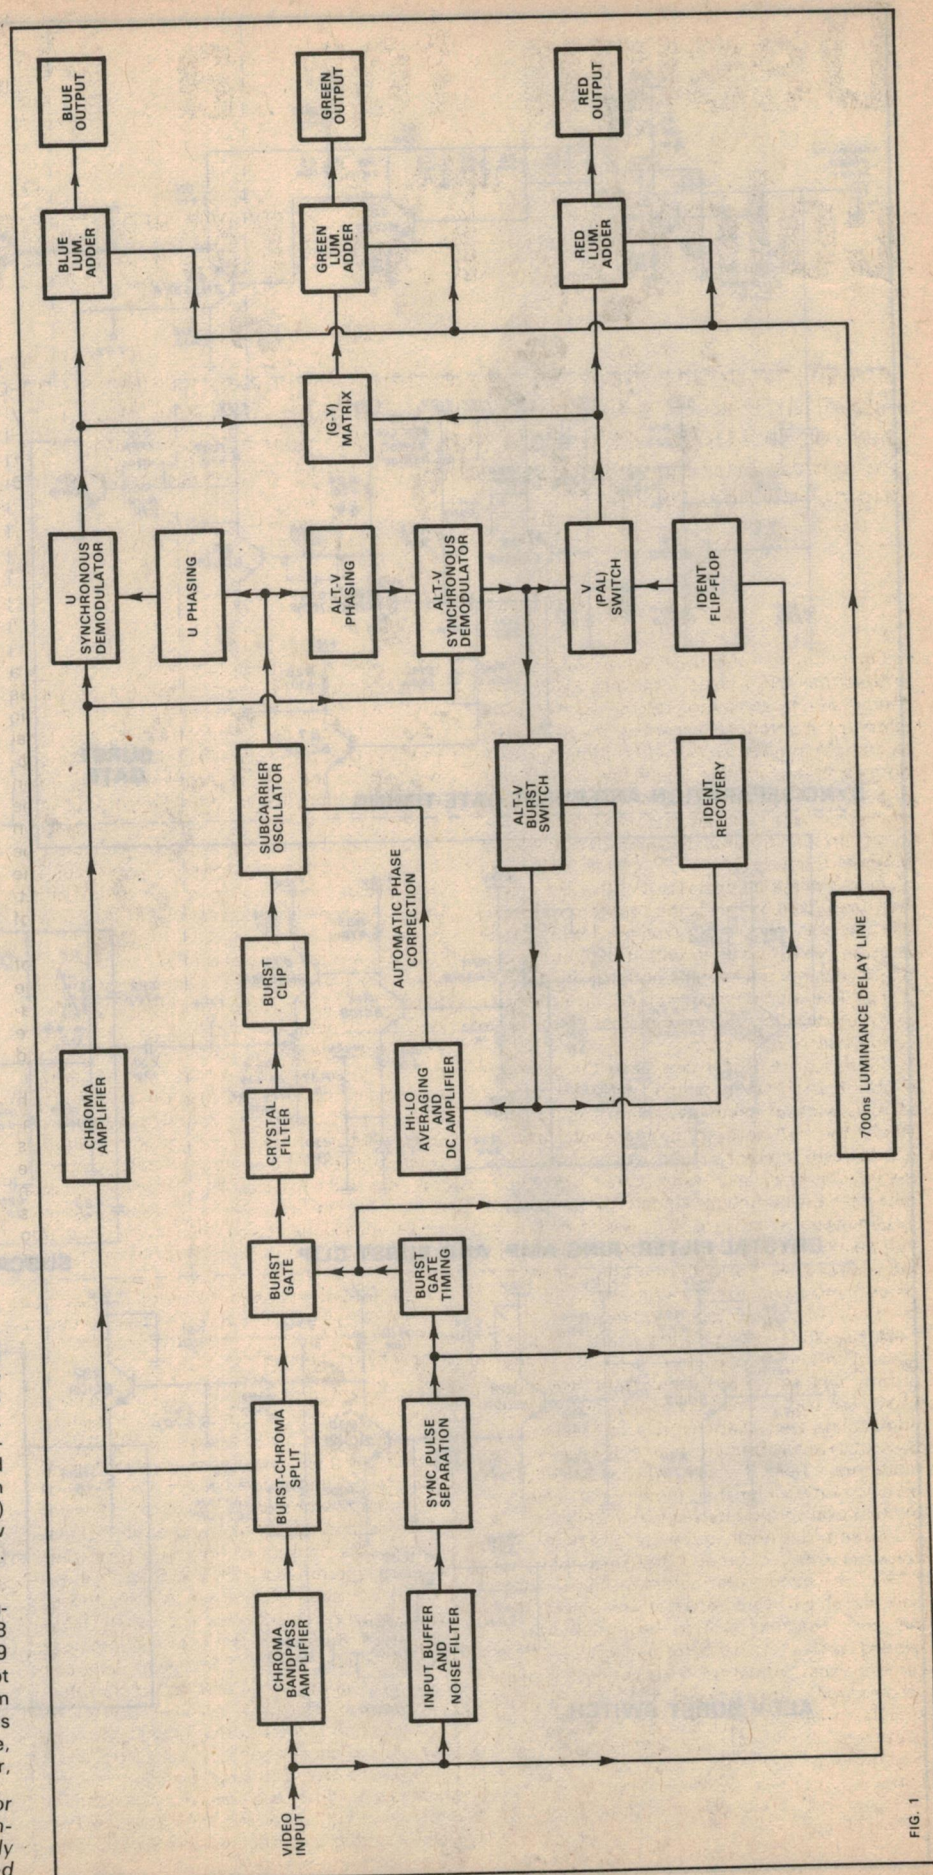 VIDEO
INPUT
CHROMA
BANDPASS
AMPLIFIER
INPUT BUFFER
AND
NOISE FILTER
BURST-CHROMA
SPLIT
SYNC PULSE
SEPARATION
BURST
GATE
BURST
GATE
TIMING
CHROMA
AMPLIFIER
CRYSTAL
FILTER
HI-LO
AVERAGING
AND
DC AMPLIFIER
BURST
CLIP
AUTOMATIC PHASE
CORRECTION
700ns LUMINANCE DELAY LINE
SUBCARRIER
OSCILLATOR
ALT-V
BURST
SWITCH
IDENT
RECOVERY
U
SYNCHRONOUS
DEMODULATOR
U PHASING
ALT-V
PHASING
ALT-V
SYNCHRONOUS
DEMODULATOR
V
(PAL)
SWITCH
IDENT
FLIP-FLOP
(G-Y)
MATRIX
BLUE
LUM.
ADDER
GREEN
LUM.
ADDER
RED
LUM.
ADDER
BLUE
OUTPUT
GREEN
OUTPUT
RED
OUTPUT
FIG. 1